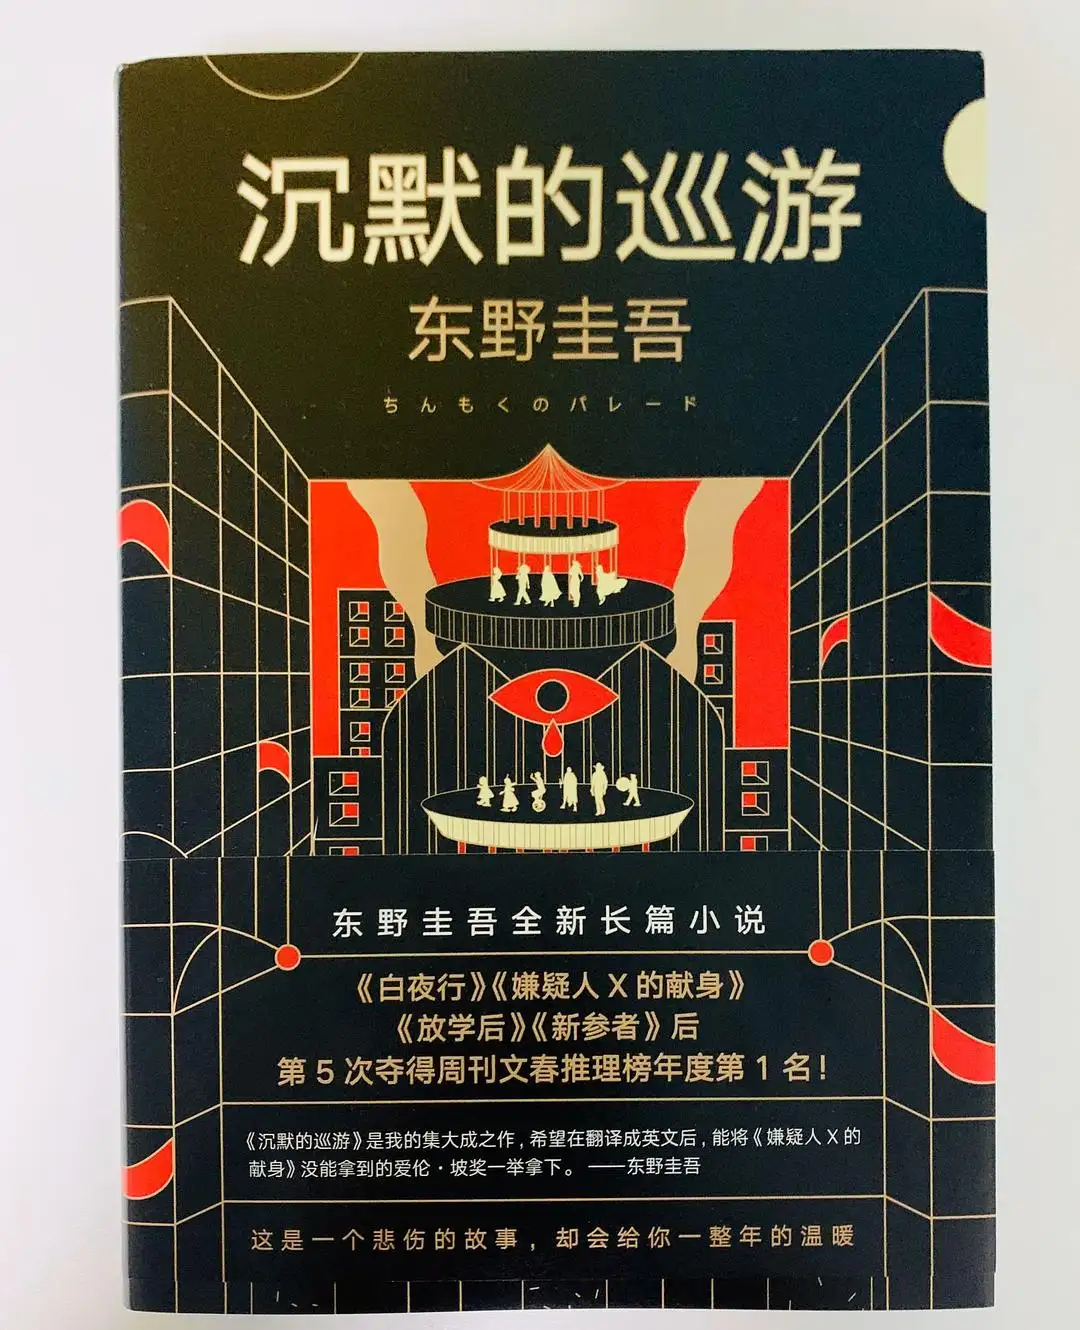 沉默的巡游
东野圭吾
ちんもくのパレード
东野圭吾全新长篇小说
《白夜行》《嫌疑人 X 的献身》
《放学后》《新参者》后
第 5 次夺得周刊文春推理榜年度第 1 名！
《沉默的巡游》是我的集大成之作，希望在翻译成英文后，能将《嫌疑人 X 的
献身》没能拿到的爱伦·坡奖一举拿下。 ——东野圭吾
这是一个悲伤的故事，却会给你一整年的温暖